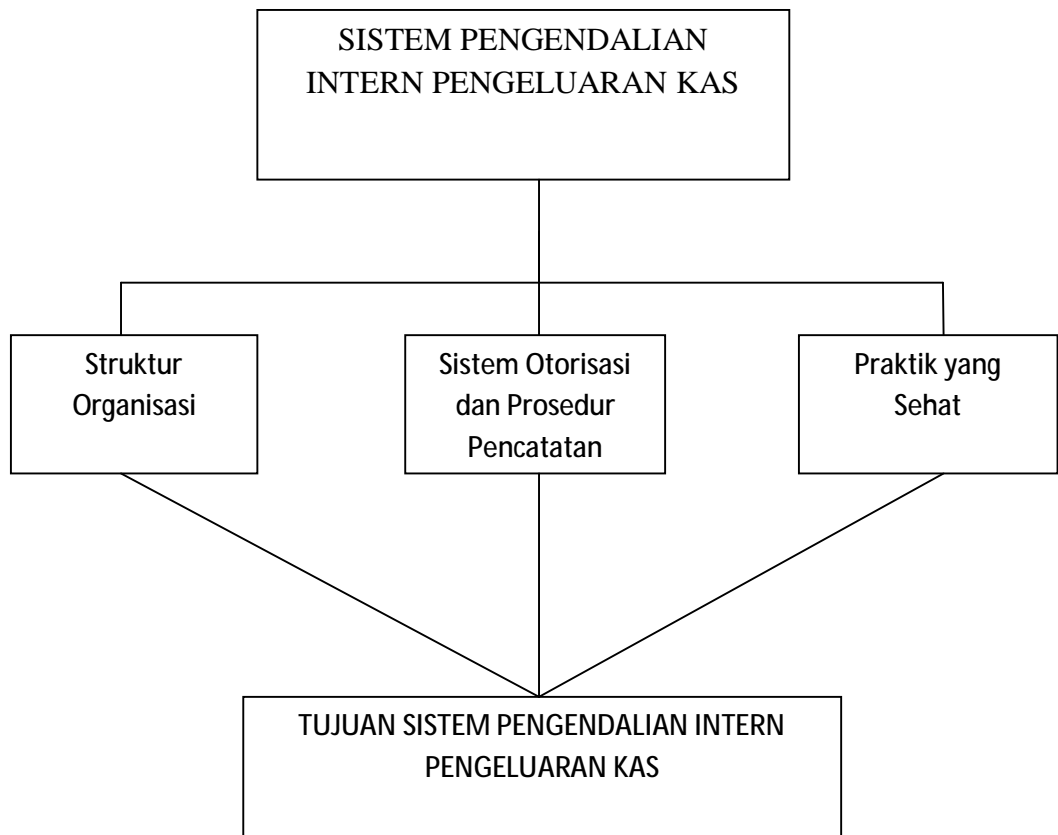 SISTEM PENGENDALIAN
INTERN PENGELUARAN KAS
Struktur
Organisasi
Sistem Otorisasi
dan Prosedur
Pencatatan
Praktik yang
Sehat
TUJUAN SISTEM PENGENDALIAN INTERN
PENGELUARAN KAS